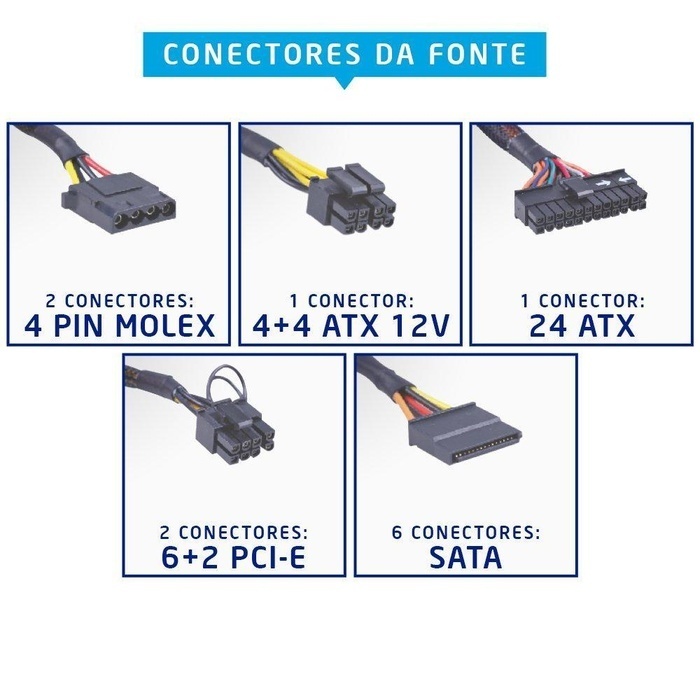 CONECTORES DA FONTE
2 CONECTORES:
4 PIN MOLEX
1 CONECTOR:
4+4 ATX 12V
1 CONECTOR:
24 ATX
2 CONECTORES:
6+2 PCI-E
6 CONECTORES:
SATA